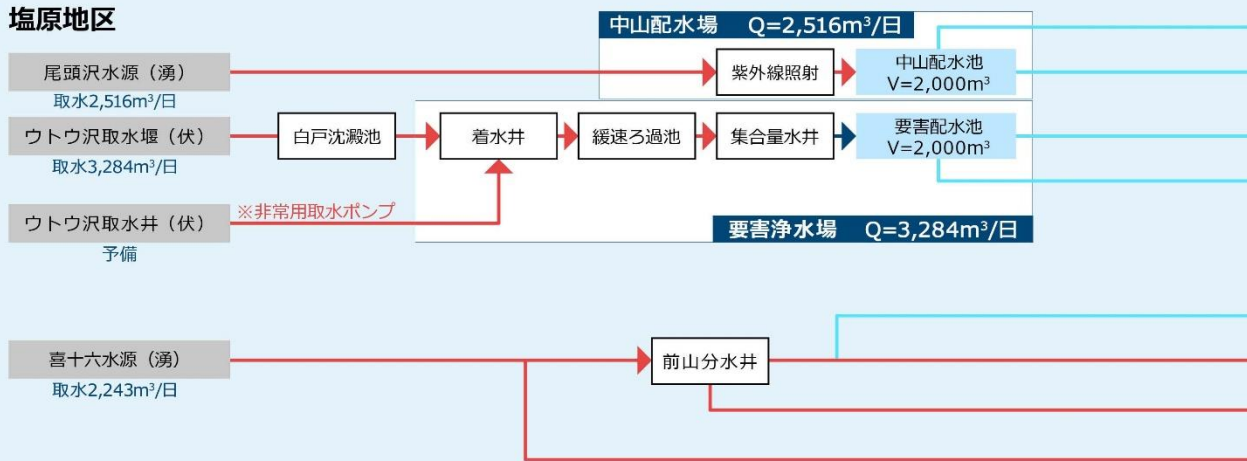 塩原地区
中山配水場 Q=2,516m³/日
尾頭沢水源（湧）
取水2,516m³/日
紫外線照射
中山配水池
V=2,000m³
ウトウ沢取水堰（伏）
取水3,284m³/日
白戸沈澱池
着水井
緩速ろ過池
集合量水井
要害配水池
V=2,000m³
ウトウ沢取水井（伏）
予備
※非常用取水ポンプ
要害浄水場 Q=3,284m³/日
喜十六水源（湧）
取水2,243m³/日
前山分水井